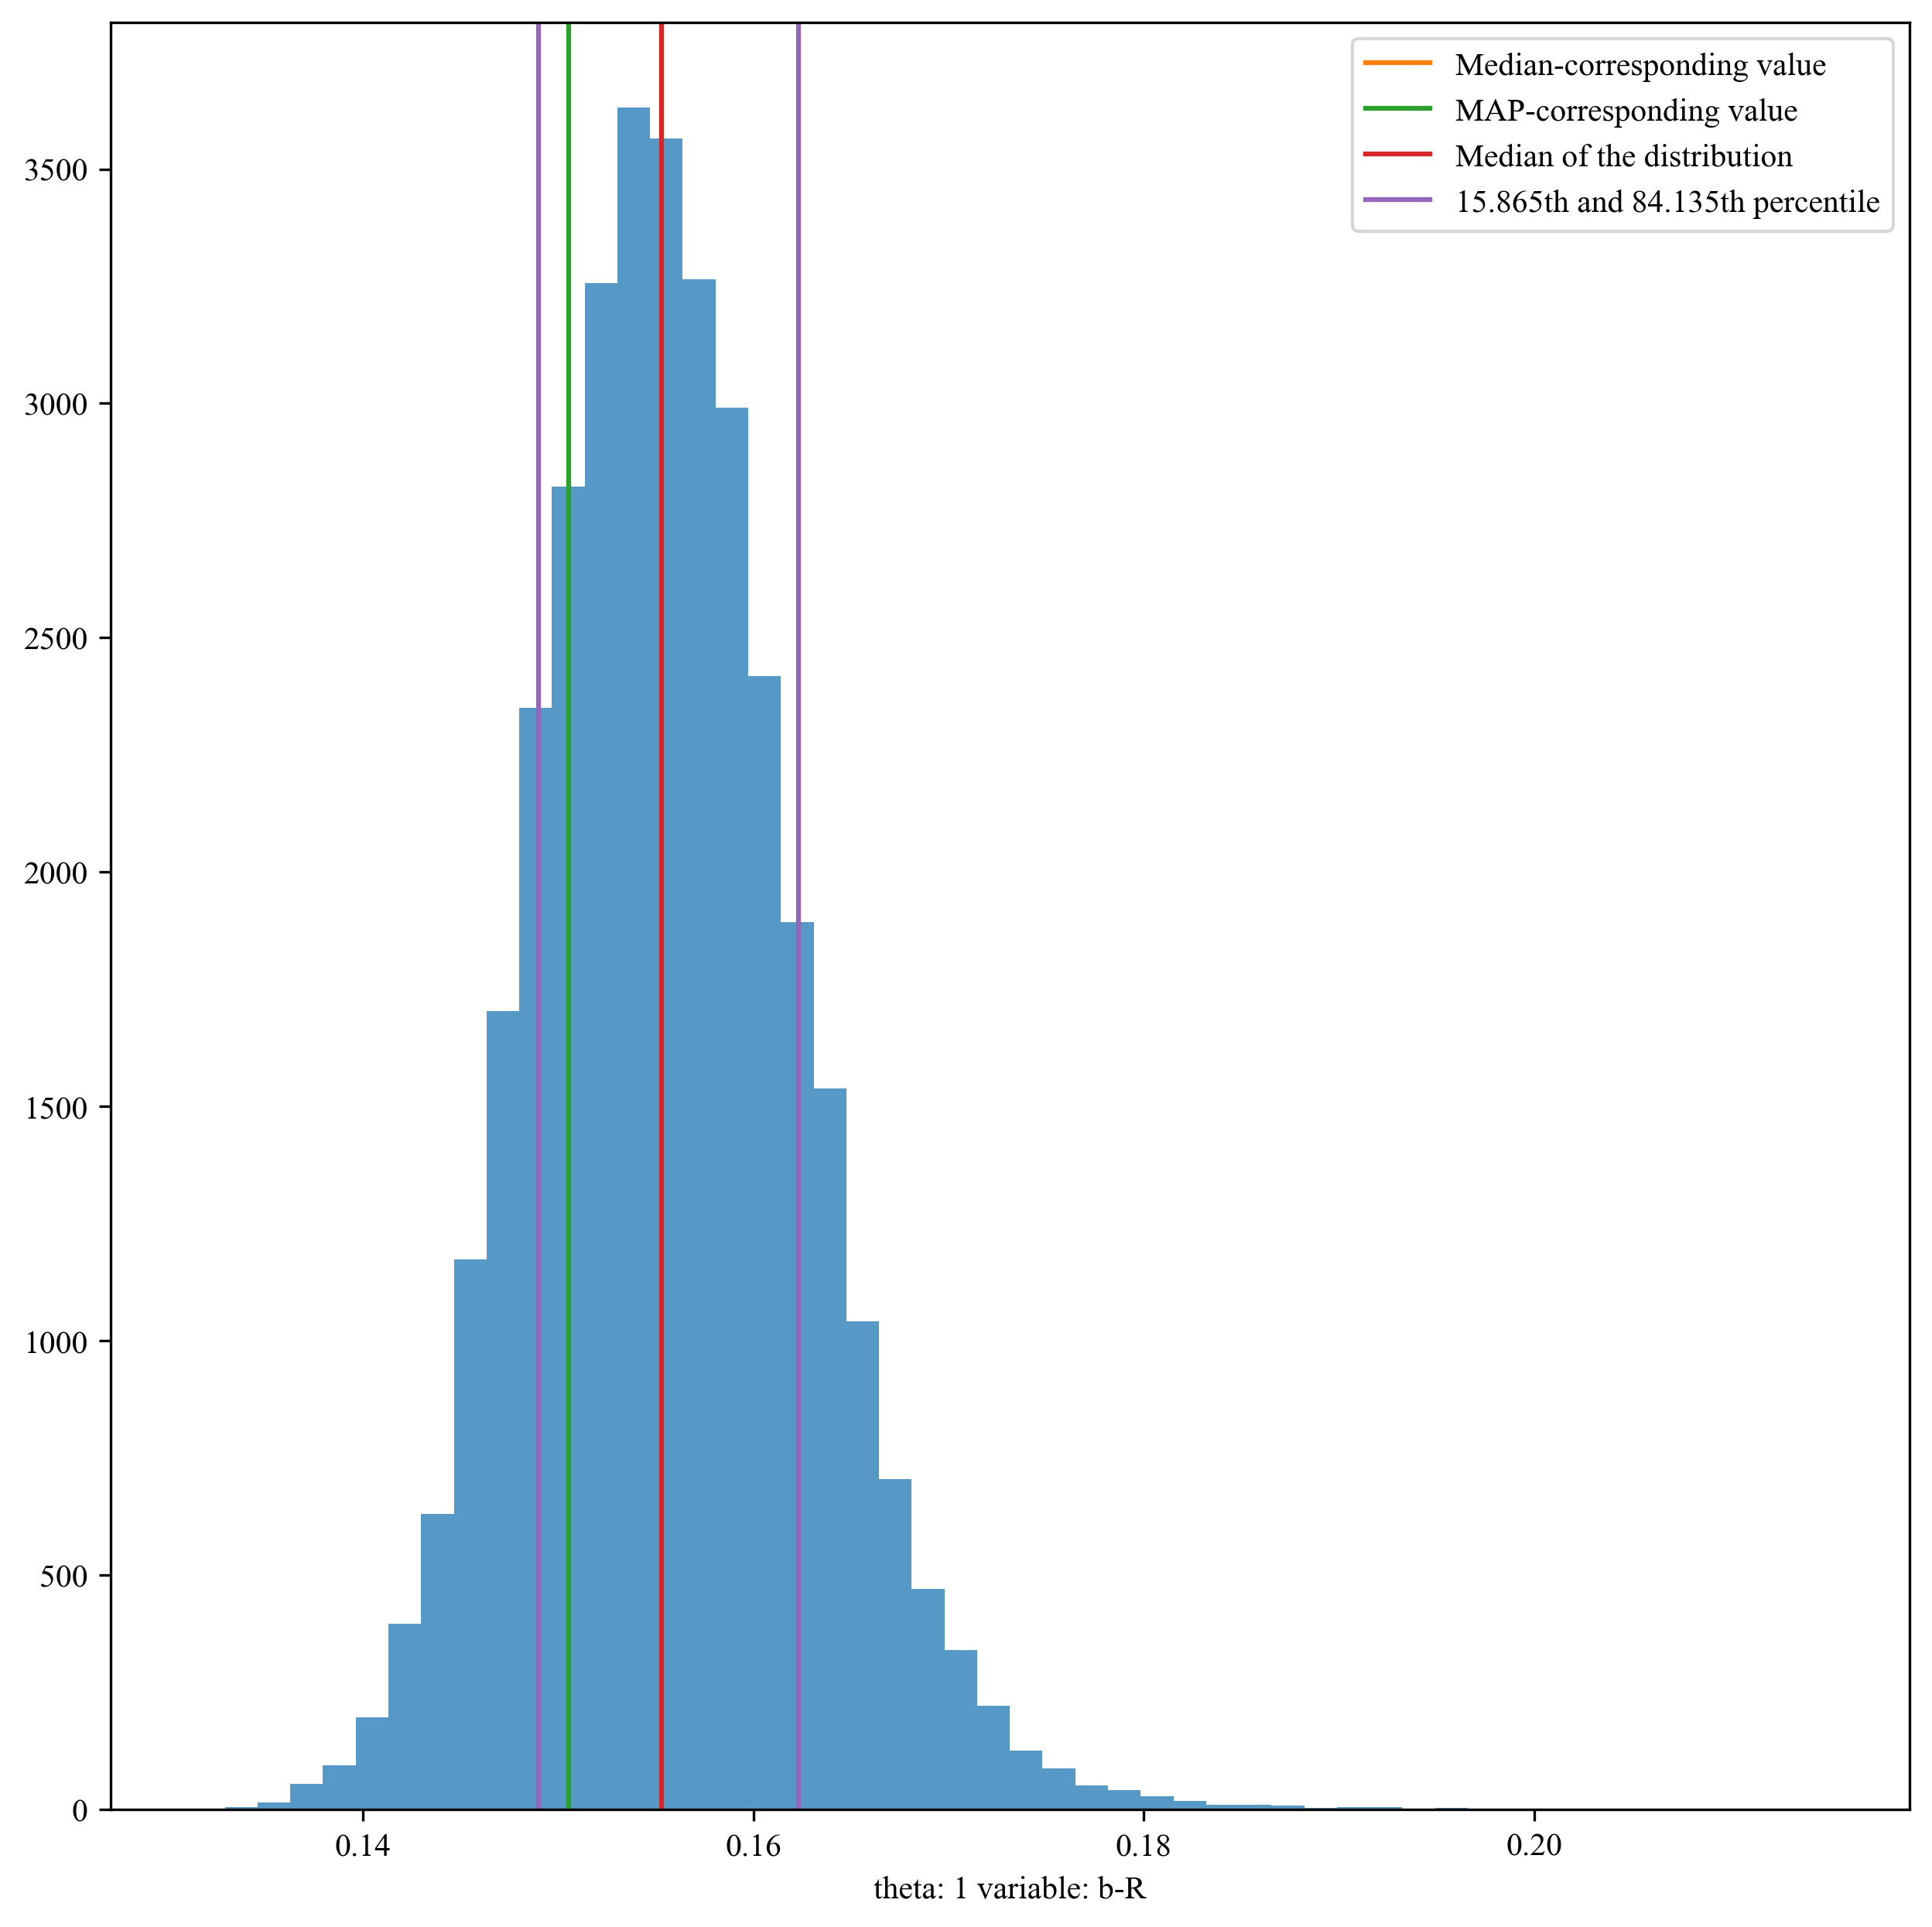 Median-corresponding value
MAP-corresponding value
Median of the distribution
15.865th and 84.135th percentile
3500
3000
2500
2000
1500
1000
500
0
0.14 0.16 0.18 0.20
theta: 1 variable: b-R